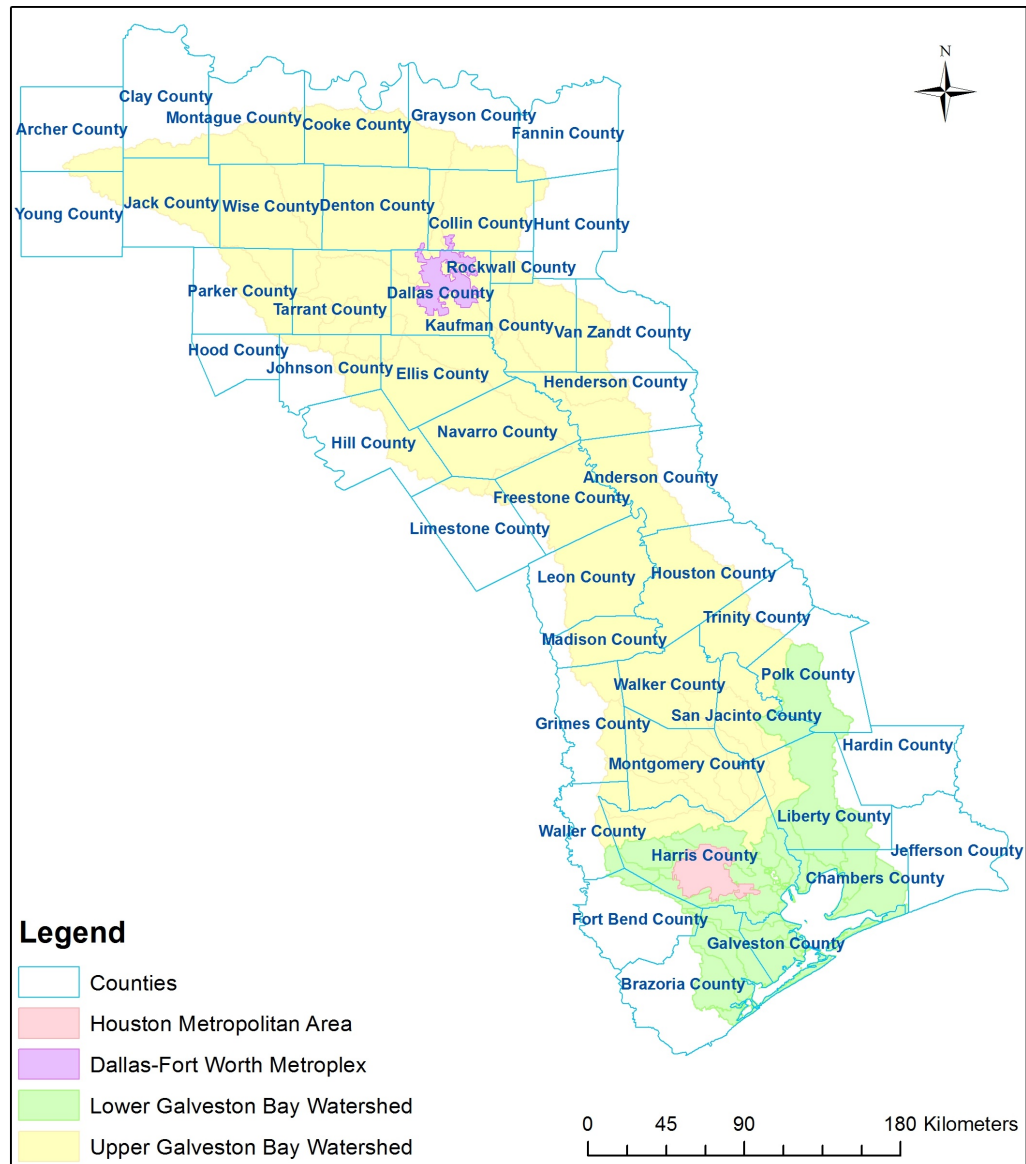 N
Clay County
Montague County
Cooke County
Grayson County
Fannin County
Archer County
Young County
Jack County
Wise County
Denton County
Collin County
Hunt County
Rockwall County
Parker County
Tarrant County
Dallas County
Kaufman County
Van Zandt County
Hood County
Johnson County
Ellis County
Henderson County
Hill County
Navarro County
Anderson County
Freestone County
Limestone County
Leon County
Houston County
Trinity County
Madison County
Walker County
Polk County
San Jacinto County
Grimes County
Hardin County
Montgomery County
Liberty County
Waller County
Harris County
Jefferson County
Chambers County
Fort Bend County
Galveston County
Brazoria County
Legend
Counties
Houston Metropolitan Area
Dallas-Fort Worth Metroplex
Lower Galveston Bay Watershed
Upper Galveston Bay Watershed
0 45 90 180 Kilometers